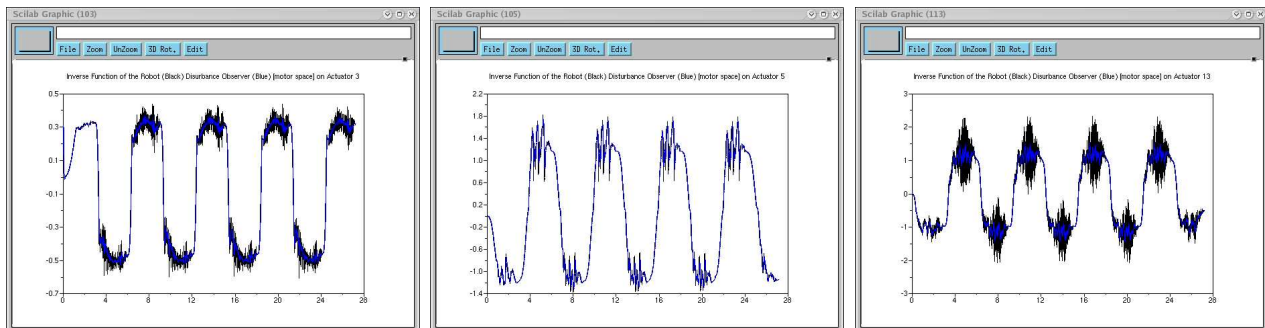 Scilab Graphic (103)
File Zoom UnZoom 3D Rot. Edit
Inverse Function of the Robot (Black) Disurbance Observer (Blue) [motor space] on Actuator 3
0.5
0.3
0.1
-0.1
-0.3
-0.5
-0.7
0 4 8 12 16 20 24 28
Scilab Graphic (105)
File Zoom UnZoom 3D Rot. Edit
Inverse Function of the Robot (Black) Disturbance Observer (Blue) [motor space] on Actuator 5
2.2
1.8
1.4
1.0
0.6
0.2
-0.2
-0.6
-1.0
-1.4
0 4 8 12 16 20 24 28
Scilab Graphic (113)
File Zoom UnZoom 3D Rot. Edit
Inverse Function of the Robot (Black) Disurbance Observer (Blue) [motor space] on Actuator 13
3
2
1
0
-1
-2
-3
0 4 8 12 16 20 24 28